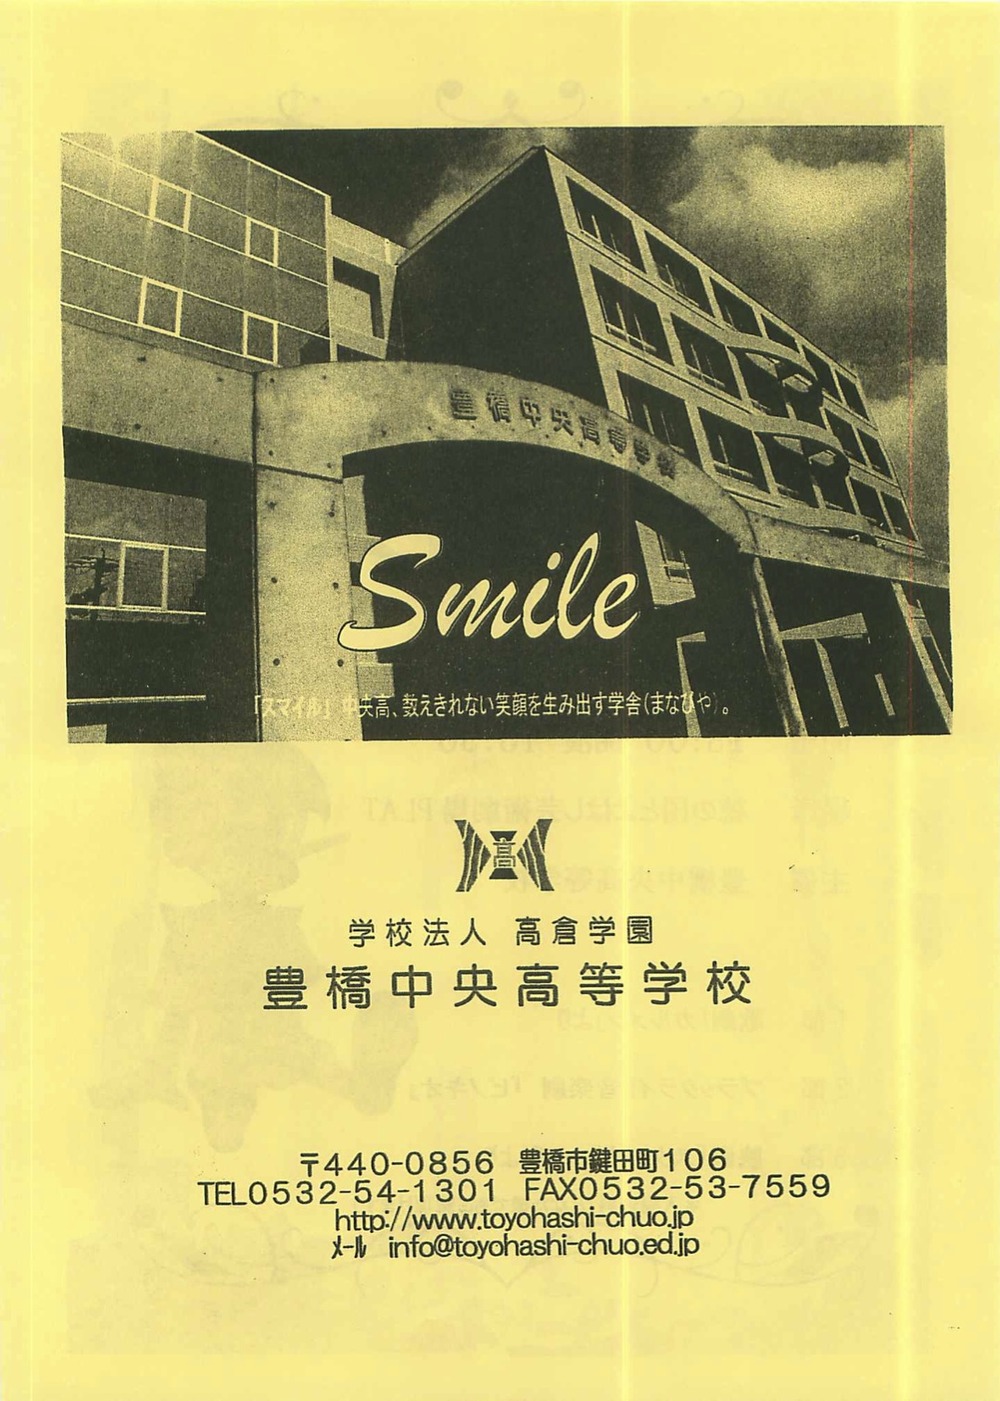 豊橋中央高等学校
Smile
「スマイル」中央高、数えきれない笑顔を生み出す学舎(まなびや)。
高
学校法人 高倉学園
豊橋中央高等学校
〒440-0856 豊橋市鍵田町106
TEL0532-54-1301 FAX0532-53-7559
http://www.toyohashi-chuo.jp
メール info@toyohashi-chuo.ed.jp